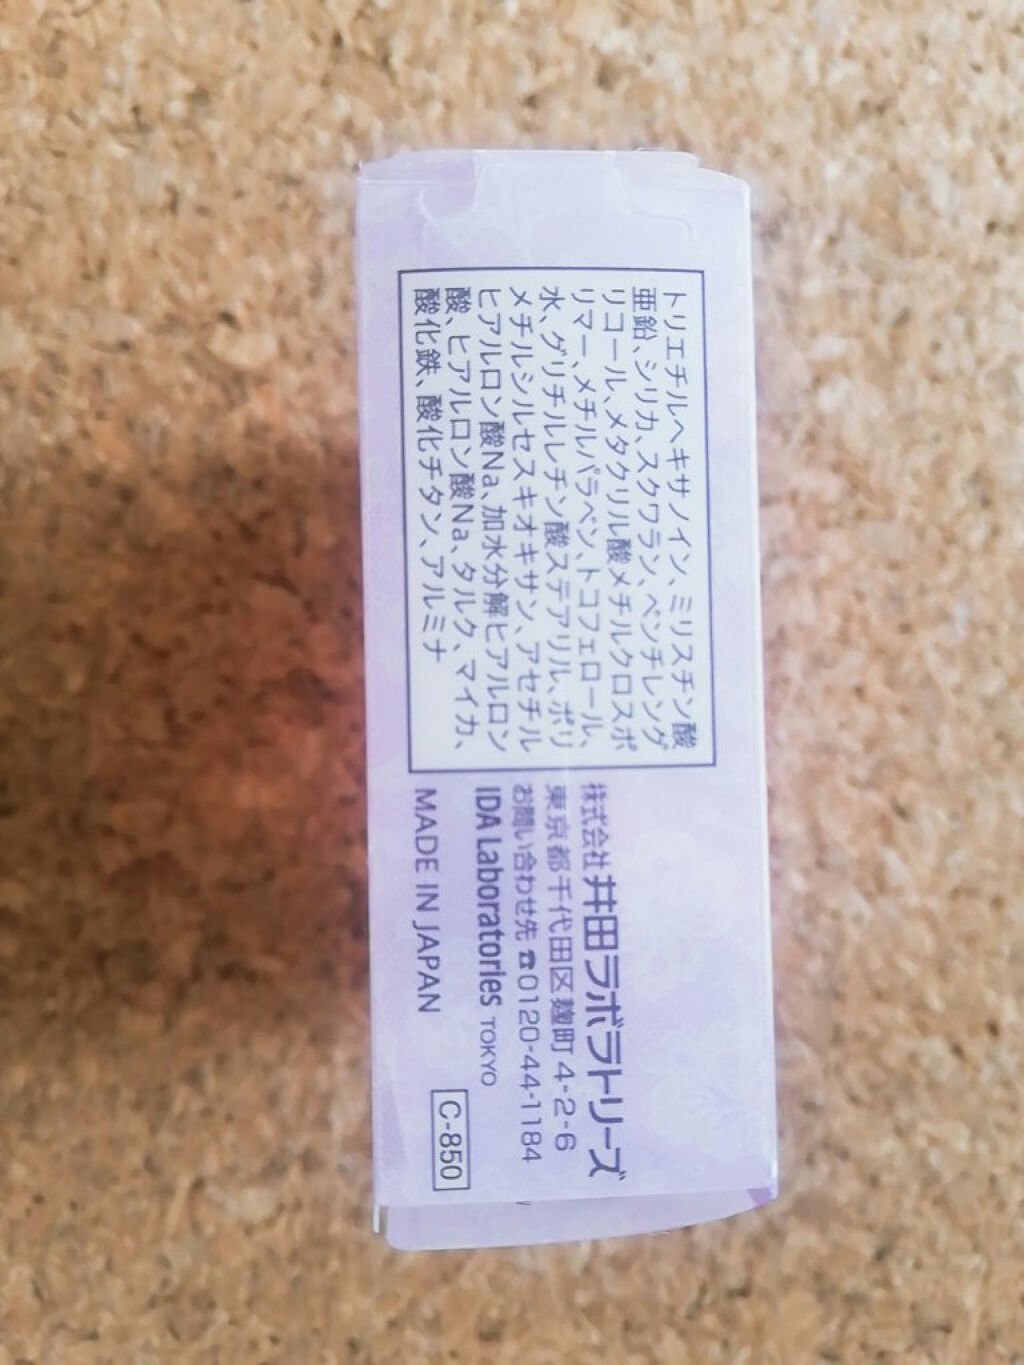 トリエチルヘキサノイン、ミリスチン酸
亜鉛、シリカ、スクワラン、ペンチレング
リコール、メタクリル酸メチルクロスポ
リマー、メチルパラベン、トコフェロール、
水、グリチルレチン酸ステアリル、ポリ
メチルシルセスキオキサン、アセチル
ヒアルロン酸Na、加水分解ヒアルロン
酸、ヒアルロン酸Na、タルク、マイカ、
酸化鉄、酸化チタン、アルミナ
株式会社 井田ラボラトリーズ
東京都千代田区麹町4-2-6
お問い合わせ先 ☎0120-44-1184
IDA Laboratories TOKYO
MADE IN JAPAN
C-850